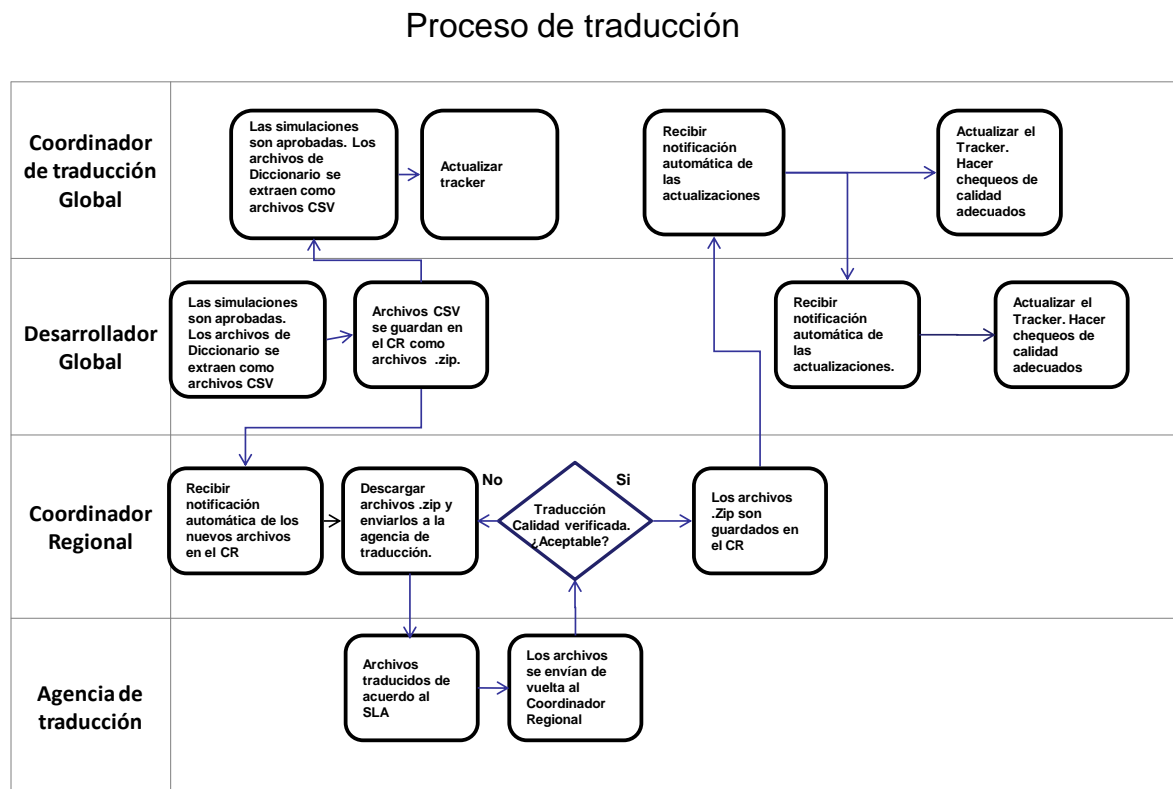 Proceso de traducción
Coordinador
de traducción
Global
Las simulaciones
son aprobadas. Los
archivos de
Diccionario se
extraen como
archivos CSV
Actualizar
tracker
Recibir
notificación
automática de
las
actualizaciones
Actualizar el
Tracker.
Hacer
chequeos de
calidad
adecuados
Desarrollador
Global
Las simulaciones
son aprobadas.
Los archivos de
Diccionario se
extraen como
archivos CSV
Archivos CSV
se guardan en
el CR como
archivos .zip.
Recibir
notificación
automática de
las
actualizaciones.
Actualizar el
Tracker. Hacer
chequeos de
calidad
adecuados
Coordinador
Regional
Recibir
notificación
automática de los
nuevos archivos
en el CR
Descargar
archivos .zip y
enviarlos a la
agencia de
traducción.
No
Traducción
Calidad verificada.
¿Aceptable?
Si
Los archivos
.Zip son
guardados en
el CR
Agencia de
traducción
Archivos
traducidos de
acuerdo al
SLA
Los archivos
se envían de
vuelta al
Coordinador
Regional